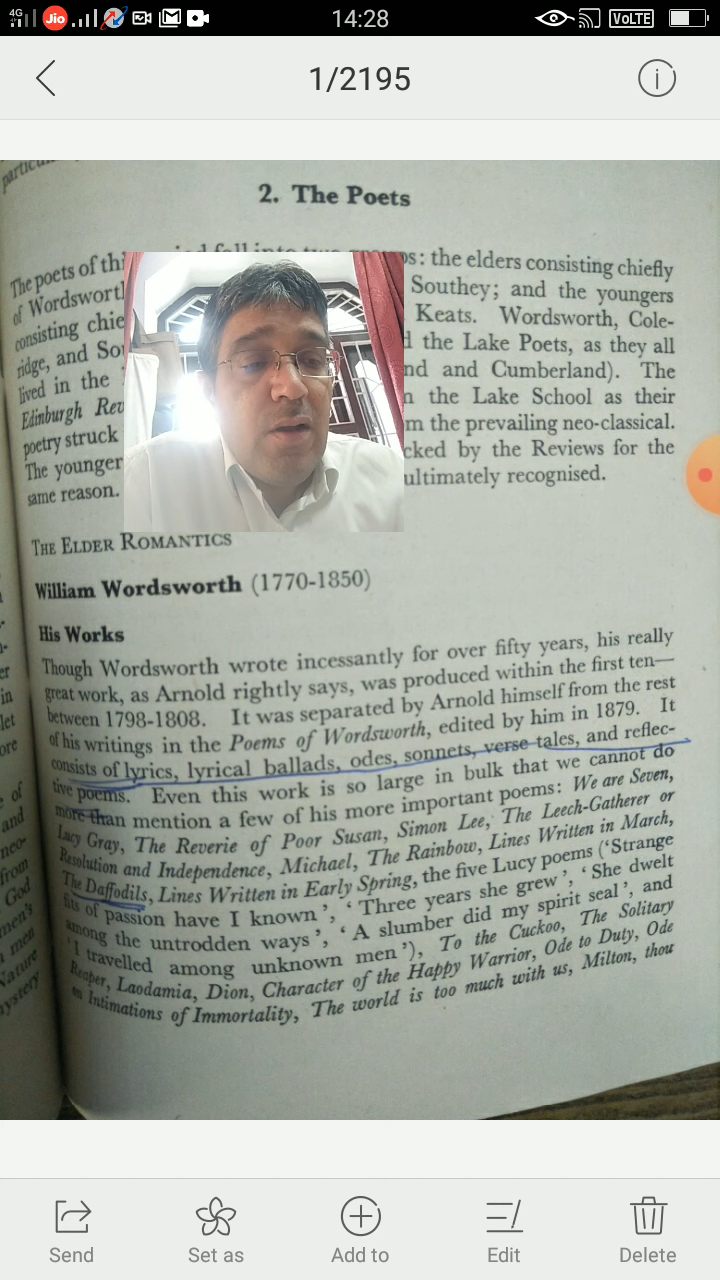 4G
Jio
14:28
VoLTE
1/2195
2. The Poets
The poets of thi ps: the elders consisting chiefly
of Wordswort Southey; and the youngers
consisting chie Keats. Wordsworth, Cole-
ridge, and So d the Lake Poets, as they all
lived in the nd and Cumberland). The
Edinburgh Rev n the Lake School as their
poetry struck m the prevailing neo-classical.
The younger cked by the Reviews for the
same reason. ultimately recognised.
THE ELDER ROMANTICS
William Wordsworth (1770-1850)
His Works
Though Wordsworth wrote incessantly for over fifty years, his really
great work, as Arnold rightly says, was produced within the first ten—
between 1798-1808. It was separated by Arnold himself from the rest
of his writings in the Poems of Wordsworth, edited by him in 1879. It
consists of lyrics, lyrical ballads, odes, sonnets, verse tales, and reflec-
tive poems. Even this work is so large in bulk that we cannot do
more than mention a few of his more important poems: We are Seven,
Lucy Gray, The Reverie of Poor Susan, Simon Lee, The Leech-Gatherer or
Resolution and Independence, Michael, The Rainbow, Lines Written in March,
The Daffodils, Lines Written in Early Spring, the five Lucy poems (‘Strange
fits of passion have I known’, ‘Three years she grew’, ‘She dwelt
among the untrodden ways’, ‘A slumber did my spirit seal’, and
‘I travelled among unknown men’), To the Cuckoo, The Solitary
Reaper, Laodamia, Dion, Character of the Happy Warrior, Ode to Duty, Ode
on Intimations of Immortality, The world is too much with us, Milton, thou
Send
Set as
Add to
Edit
Delete